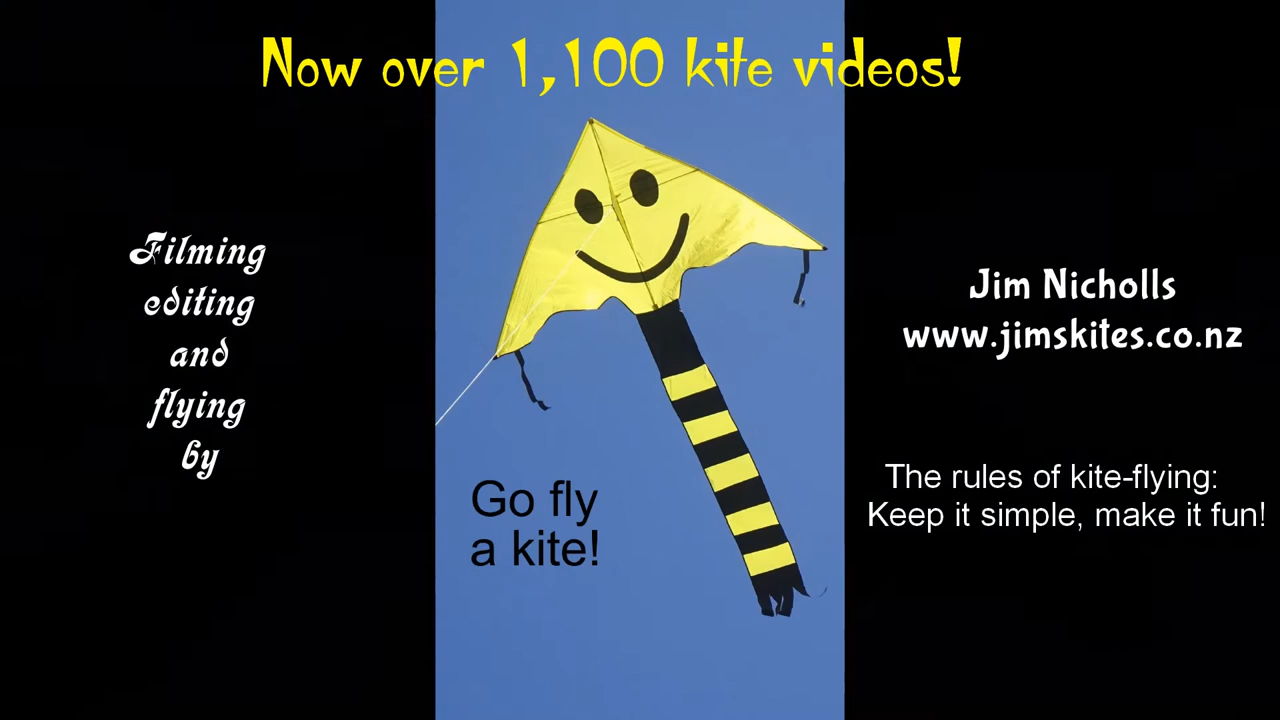 Now over 1,100 kite videos!
Filming
editing
and
flying
by
Jim Nicholls
www.jimskites.co.nz
Go fly
a kite!
The rules of kite-flying:
Keep it simple, make it fun!